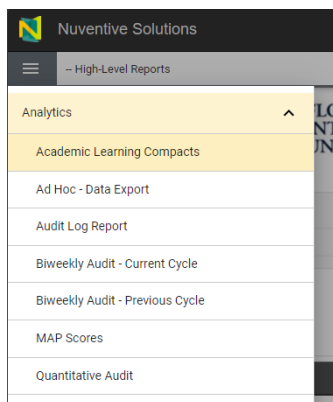 Nuventive Solutions
-- High-Level Reports
Analytics
Academic Learning Compacts
Ad Hoc - Data Export
Audit Log Report
Biweekly Audit - Current Cycle
Biweekly Audit - Previous Cycle
MAP Scores
Quantitative Audit